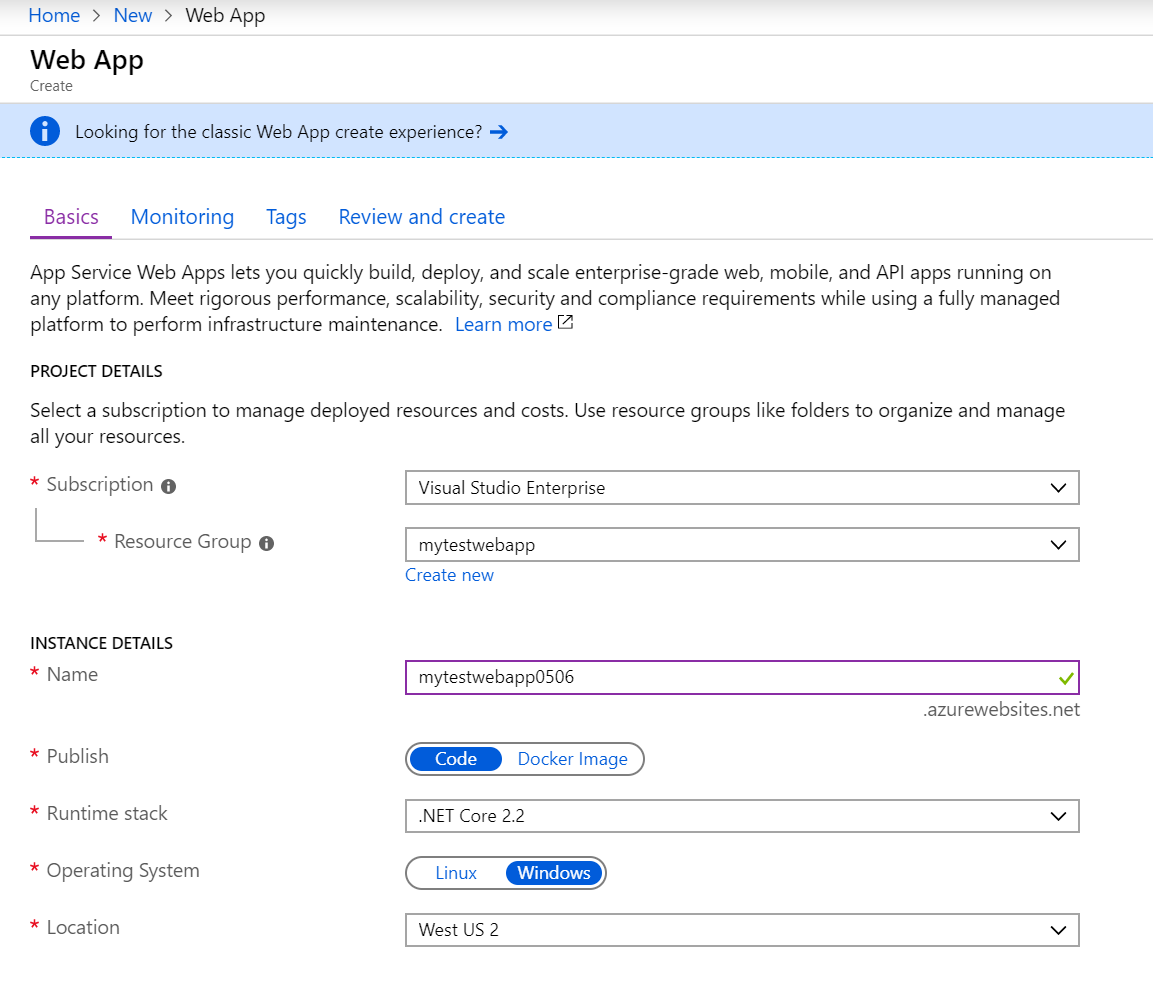 Home > New > Web App
Web App
Create
Looking for the classic Web App create experience? →
Basics Monitoring Tags Review and create
App Service Web Apps lets you quickly build, deploy, and scale enterprise-grade web, mobile, and API apps running on
any platform. Meet rigorous performance, scalability, security and compliance requirements while using a fully managed
platform to perform infrastructure maintenance. Learn more
PROJECT DETAILS
Select a subscription to manage deployed resources and costs. Use resource groups like folders to organize and manage
all your resources.
* Subscription Visual Studio Enterprise
* Resource Group mytestwebapp
Create new
INSTANCE DETAILS
* Name mytestwebapp0506
.azurewebsites.net
* Publish Code Docker Image
* Runtime stack .NET Core 2.2
* Operating System Linux Windows
* Location West US 2